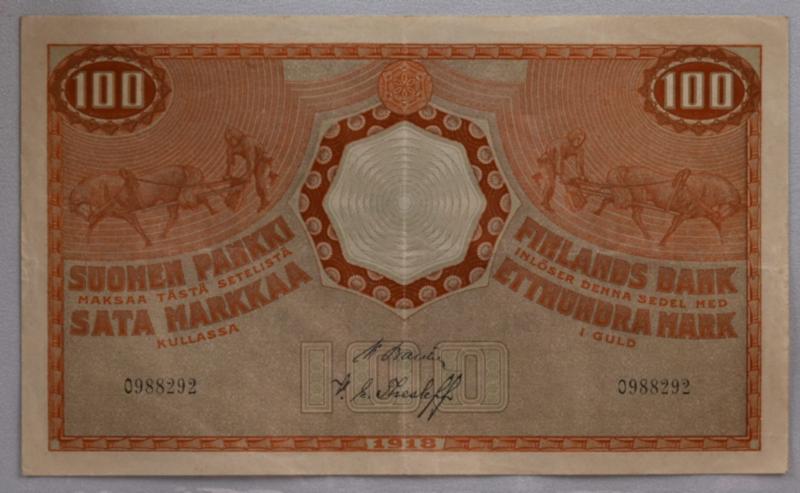 100
100
SUOMEN PANKKI
MAKSAA TÄSTÄ SETELISTÄ
SATA MARKKAA
KULLASSA
FINLANDS BANK
INLÖSER DENNA SEDEL MED
ETTHUNDRA MARK
I GULD
100
0988292
0988292
1918